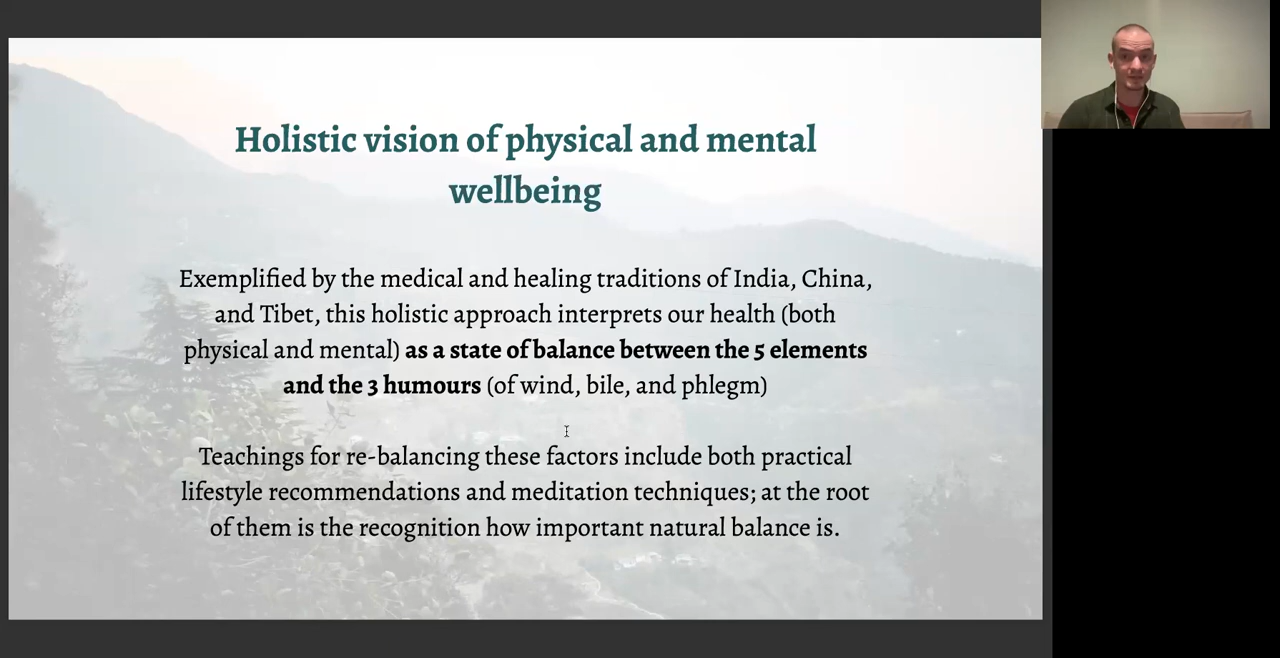 Holistic vision of physical and mental
wellbeing
Exemplified by the medical and healing traditions of India, China,
and Tibet, this holistic approach interprets our health (both
physical and mental) as a state of balance between the 5 elements
and the 3 humours (of wind, bile, and phlegm)
Teachings for re-balancing these factors include both practical
lifestyle recommendations and meditation techniques; at the root
of them is the recognition how important natural balance is.